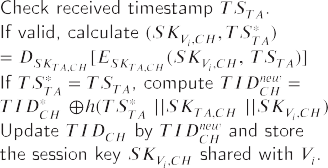 Check received timestamp TS_{TA}.
If valid, calculate (SK_{V_i,CH}, TS^*_{TA})
= D_{SK_{TA,CH}}[E_{SK_{TA,CH}}(SK_{V_i,CH}, TS_{TA})]
If TS^*_{TA} = TS_{TA}, compute TID^{new}_{CH} =
TID^*_{CH} ⊕h(TS^*_{TA} ||SK_{TA,CH} ||SK_{V_i,CH})
Update TID_{CH} by TID^{new}_{CH} and store
the session key SK_{V_i,CH} shared with V_i.